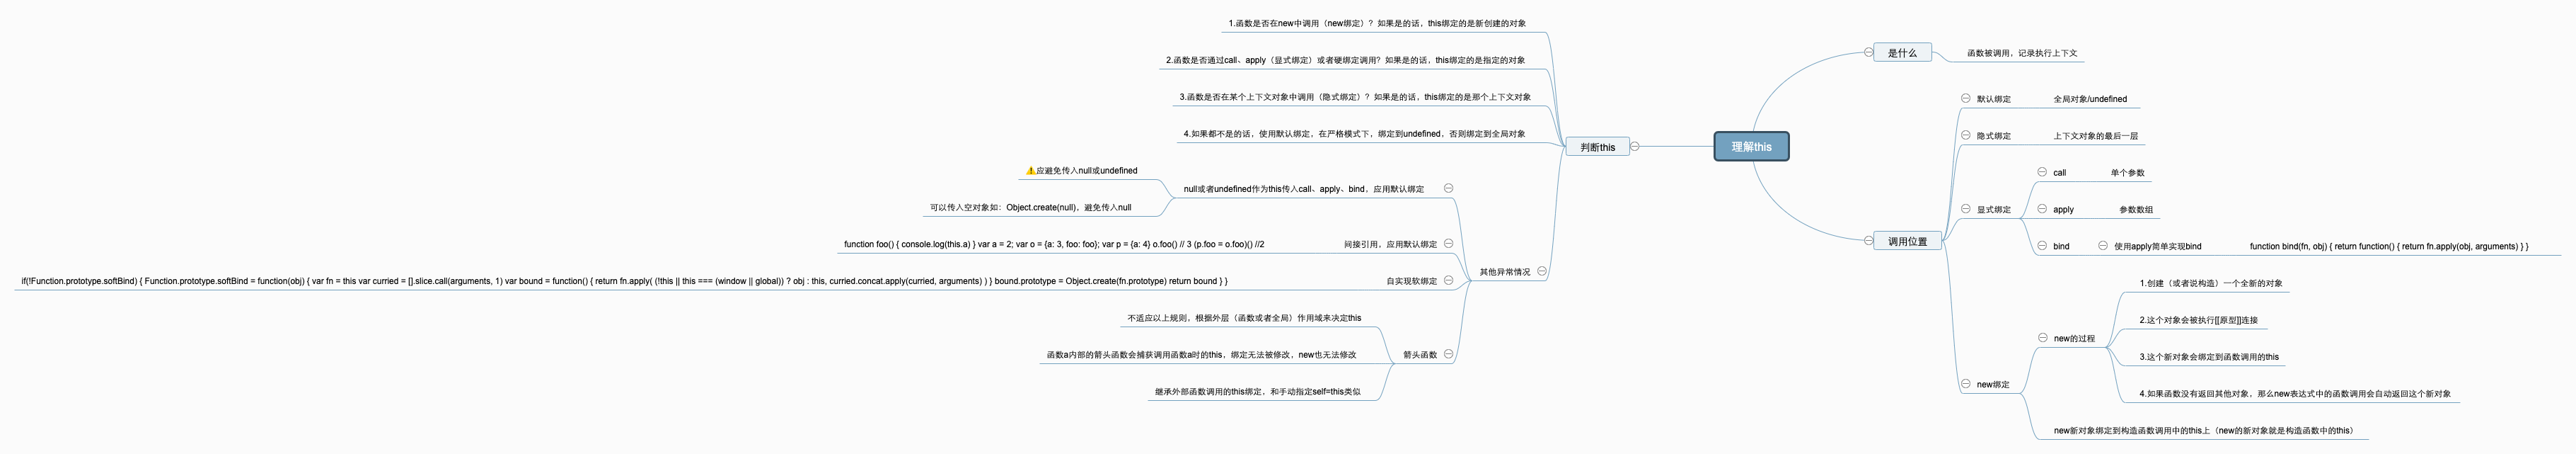 理解this
是什么
函数被调用，记录执行上下文
调用位置
默认绑定
全局对象/undefined
隐式绑定
上下文对象的最后一层
显式绑定
call
单个参数
apply
参数数组
bind
使用apply简单实现bind
function bind(fn, obj) { return function() { return fn.apply(obj, arguments) } }
new绑定
new的过程
1.创建（或者说构造）一个全新的对象
2.这个对象会被执行[[原型]]连接
3.这个新对象会绑定到函数调用的this
4.如果函数没有返回其他对象，那么new表达式中的函数调用会自动返回这个新对象
new新对象绑定到构造函数调用中的this上（new的新对象就是构造函数中的this）
判断this
1.函数是否在new中调用（new绑定）？如果是的话，this绑定的是新创建的对象
2.函数是否通过call、apply（显式绑定）或者硬绑定调用？如果是的话，this绑定的是指定的对象
3.函数是否在某个上下文对象中调用（隐式绑定）？如果是的话，this绑定的是那个上下文对象
4.如果都不是的话，使用默认绑定，在严格模式下，绑定到undefined，否则绑定到全局对象
其他异常情况
null或者undefined作为this传入call、apply、bind，应用默认绑定
⚠️应避免传入null或undefined
可以传入空对象如：Object.create(null)，避免传入null
间接引用，应用默认绑定
function foo() { console.log(this.a) } var a = 2; var o = {a: 3, foo: foo}; var p = {a: 4} o.foo() // 3 (p.foo = o.foo)() //2
自实现软绑定
if(!Function.prototype.softBind) { Function.prototype.softBind = function(obj) { var fn = this var curried = [].slice.call(arguments, 1) var bound = function() { return fn.apply( (!this || this === (window || global)) ? obj : this, curried.concat.apply(curried, arguments) ) } bound.prototype = Object.create(fn.prototype) return bound } }
箭头函数
不适应以上规则，根据外层（函数或者全局）作用域来决定this
函数a内部的箭头函数会捕获调用函数a时的this，绑定无法被修改，new也无法修改
继承外部函数调用的this绑定，和手动指定self=this类似